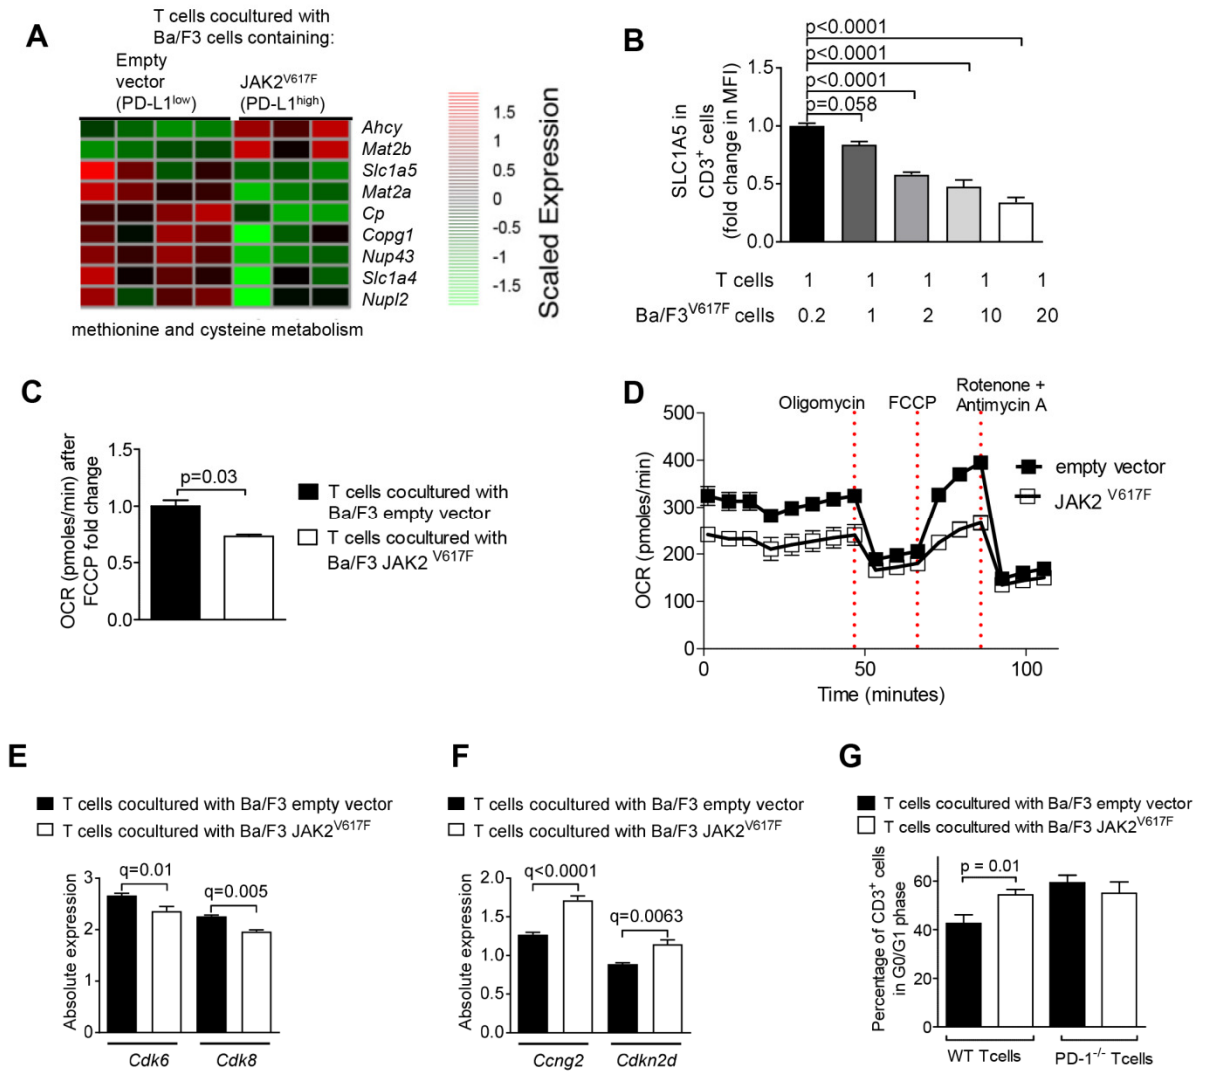 A
T cells cocultured with
Ba/F3 cells containing:
Empty
vector
(PD-L1low)
JAK2V617F
(PD-L1high)
Ahcy
Mat2b
Slc1a5
Mat2a
Cp
Copg1
Nup43
Slc1a4
Nupl2
methionine and cysteine metabolism
1.5
1
0.5
0
-0.5
-1
-1.5
Scaled Expression
B
p<0.0001
p<0.0001
p<0.0001
p=0.058
SLC1A5 in
CD3+ cells
(fold change in MFI)
1.5
1.0
0.5
0.0
T cells 1 1 1 1 1
Ba/F3V617F cells 0.2 1 2 10 20
C
OCR (pmoles/min) after
FCCP fold change
1.5
1.0
0.5
0.0
p=0.03
T cells cocultured with
Ba/F3 empty vector
T cells cocultured with
Ba/F3 JAK2 V617F
D
Oligomycin
FCCP
Rotenone +
Antimycin A
OCR (pmoles/min)
500
400
300
200
100
0
0 50 100
Time (minutes)
empty vector
JAK2 V617F
E
T cells cocultured with Ba/F3 empty vector
T cells cocultured with Ba/F3 JAK2V617F
Absolute expression
3
2
1
0
q=0.01
q=0.005
Cdk6 Cdk8
F
T cells cocultured with Ba/F3 empty vector
T cells cocultured with Ba/F3 JAK2V617F
Absolute expression
2.0
1.5
1.0
0.5
0.0
q<0.0001
q=0.0063
Ccng2 Cdkn2d
G
T cells cocultured with Ba/F3 empty vector
T cells cocultured with Ba/F3 JAK2V617F
Percentage of CD3+ cells
in G0/G1 phase
60
40
20
0
p = 0.01
WT Tcells PD-1-/- Tcells